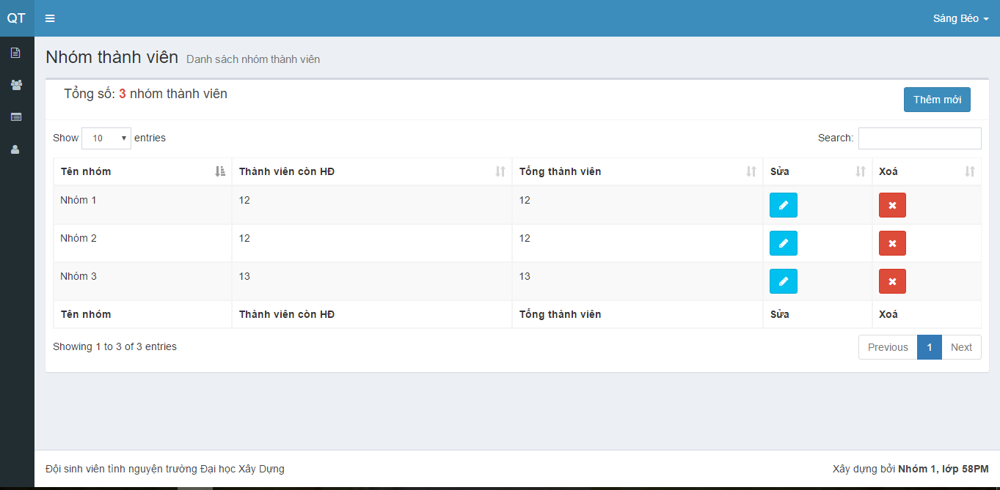 QT
Sáng Béo
Nhóm thành viên Danh sách nhóm thành viên
Tổng số: 3 nhóm thành viên
Thêm mới
Show 10 entries
Search:
Tên nhóm Thành viên còn HĐ Tổng thành viên Sửa Xoá
Nhóm 1 12 12
Nhóm 2 12 12
Nhóm 3 13 13
Tên nhóm Thành viên còn HĐ Tổng thành viên Sửa Xoá
Showing 1 to 3 of 3 entries
Previous 1 Next
Đội sinh viên tình nguyện trường Đại học Xây Dựng
Xây dựng bởi Nhóm 1, lớp 58PM